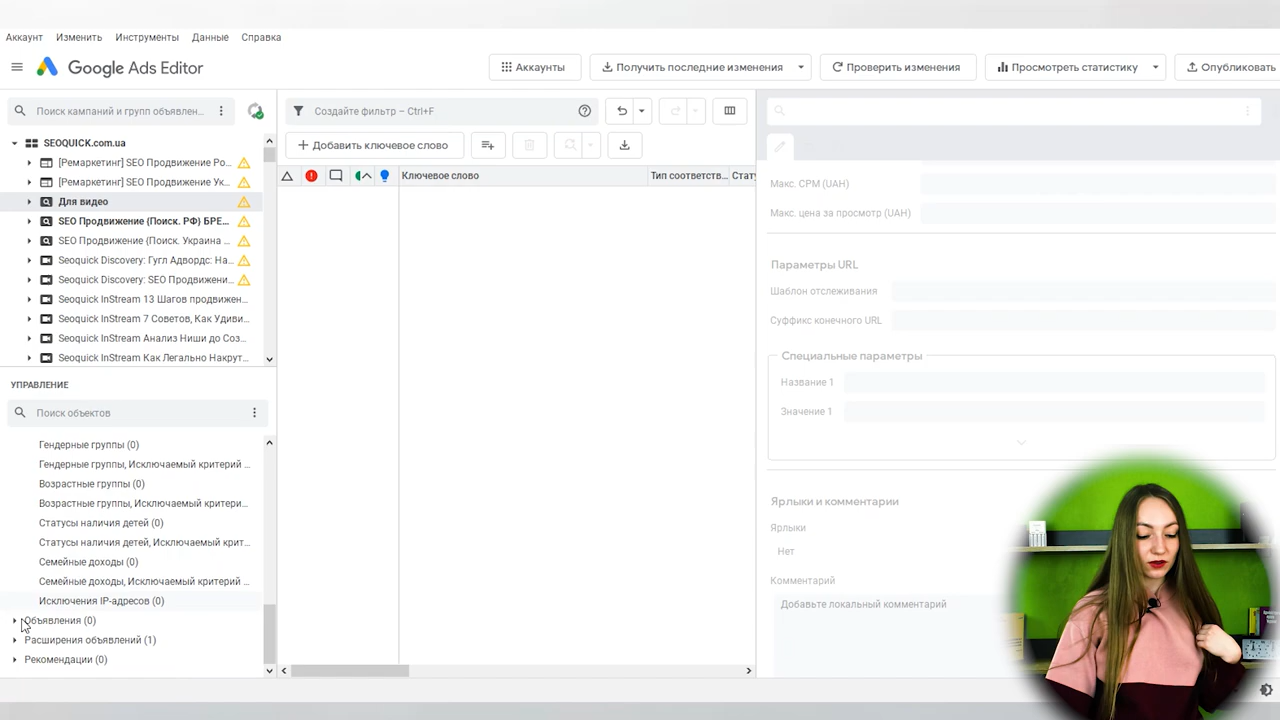 Аккаунт Изменить Инструменты Данные Справка
Google Ads Editor
Аккаунты
Получить последние изменения
Проверить изменения
Просмотреть статистику
Опубликовать
Поиск кампаний и групп объявлен...
Создайте фильтр – Ctrl+F
SEOQUICK.com.ua
[Ремаркетинг] SEO Продвижение Ро...
[Ремаркетинг] SEO Продвижение Ук...
Для видео
SEO Продвижение (Поиск. РФ) БРЕ...
SEO Продвижение (Поиск. Украина ...
Seoquick Discovery: Гугл Адвордс: На...
Seoquick Discovery: SEO Продвижени...
Seoquick InStream 13 Шагов продвижен...
Seoquick InStream 7 Советов, Как Удиви...
Seoquick InStream Анализ Ниши до Соз...
Seoquick InStream Как Легально Накрут...
УПРАВЛЕНИЕ
Поиск объектов
Гендерные группы (0)
Гендерные группы, Исключаемый критерий ...
Возрастные группы (0)
Возрастные группы, Исключаемый критери...
Статусы наличия детей (0)
Статусы наличия детей, Исключаемый крит...
Семейные доходы (0)
Семейные доходы, Исключаемый критерий ...
Исключения IP-адресов (0)
Объявления (0)
Расширения объявлений (1)
Рекомендации (0)
Добавить ключевое слово
Ключевое слово Тип соответств... Стату
Макс. CPM (UAH)
Макс. цена за просмотр (UAH)
Параметры URL
Шаблон отслеживания
Суффикс конечного URL
Специальные параметры
Название 1
Значение 1
Ярлыки и комментарии
Ярлыки
Нет
Комментарий
Добавьте локальный комментарий